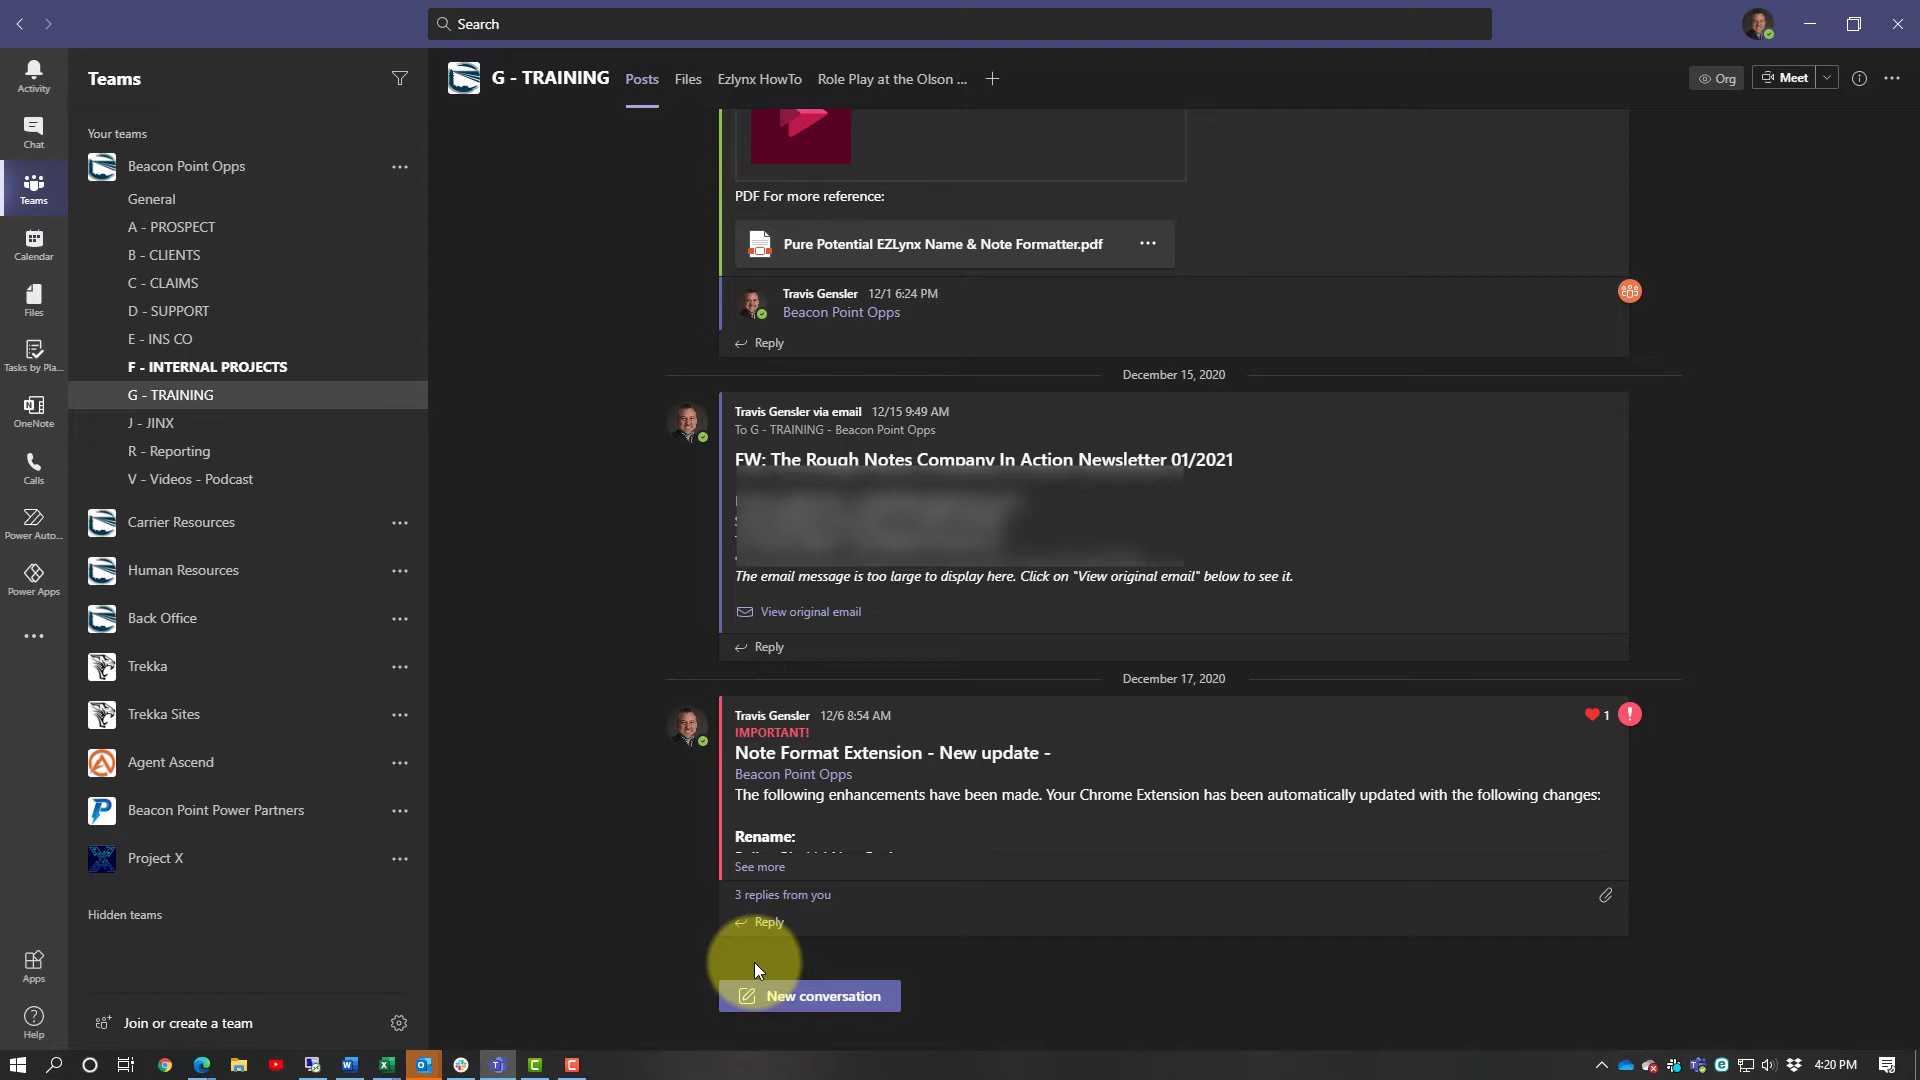 Search
Activity
Chat
Teams
Calendar
Files
Tasks by Pla...
OneNote
Calls
Power Auto...
Power Apps
Apps
Help
Teams
Your teams
Beacon Point Opps
General
A - PROSPECT
B - CLIENTS
C - CLAIMS
D - SUPPORT
E - INS CO
F - INTERNAL PROJECTS
G - TRAINING
J - JINX
R - Reporting
V - Videos - Podcast
Carrier Resources
Human Resources
Back Office
Trekka
Trekka Sites
Agent Ascend
Beacon Point Power Partners
Project X
Hidden teams
Join or create a team
G - TRAINING Posts Files Ezlynx HowTo Role Play at the Olson ...
Org Meet
PDF For more reference:
Pure Potential EZLynx Name & Note Formatter.pdf
Travis Gensler 12/1 6:24 PM
Beacon Point Opps
Reply
December 15, 2020
Travis Gensler via email 12/15 9:49 AM
To G - TRAINING - Beacon Point Opps
FW: The Rough Notes Company In Action Newsletter 01/2021
The email message is too large to display here. Click on "View original email" below to see it.
View original email
Reply
December 17, 2020
Travis Gensler 12/6 8:54 AM
1
IMPORTANT!
Note Format Extension - New update -
Beacon Point Opps
The following enhancements have been made. Your Chrome Extension has been automatically updated with the following changes:
Rename:
See more
3 replies from you
Reply
New conversation
4:20 PM